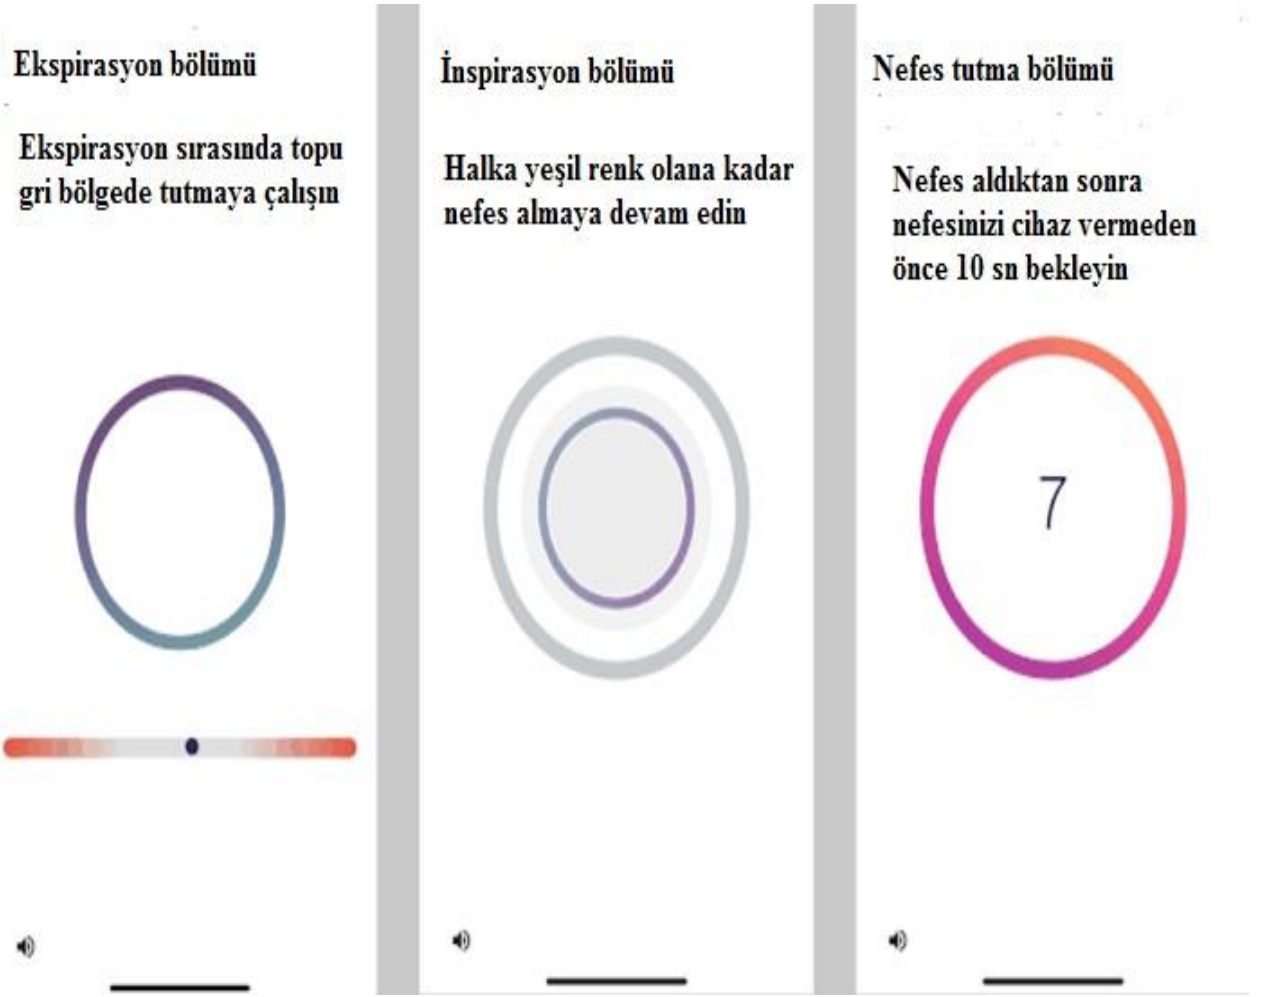 Ekspirasyon bölümü
Ekspirasyon sırasında topu
gri bölgede tutmaya çalışın
İnspirasyon bölümü
Halka yeşil renk olana kadar
nefes almaya devam edin
Nefes tutma bölümü
Nefes aldıktan sonra
nefesinizi cihaz vermeden
önce 10 sn bekleyin
7